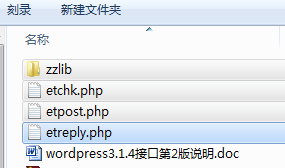 刻录 新建文件夹
名称
zzlib
etchk.php
etpost.php
etreply.php
wordpress3.1.4接口第2版说明.doc